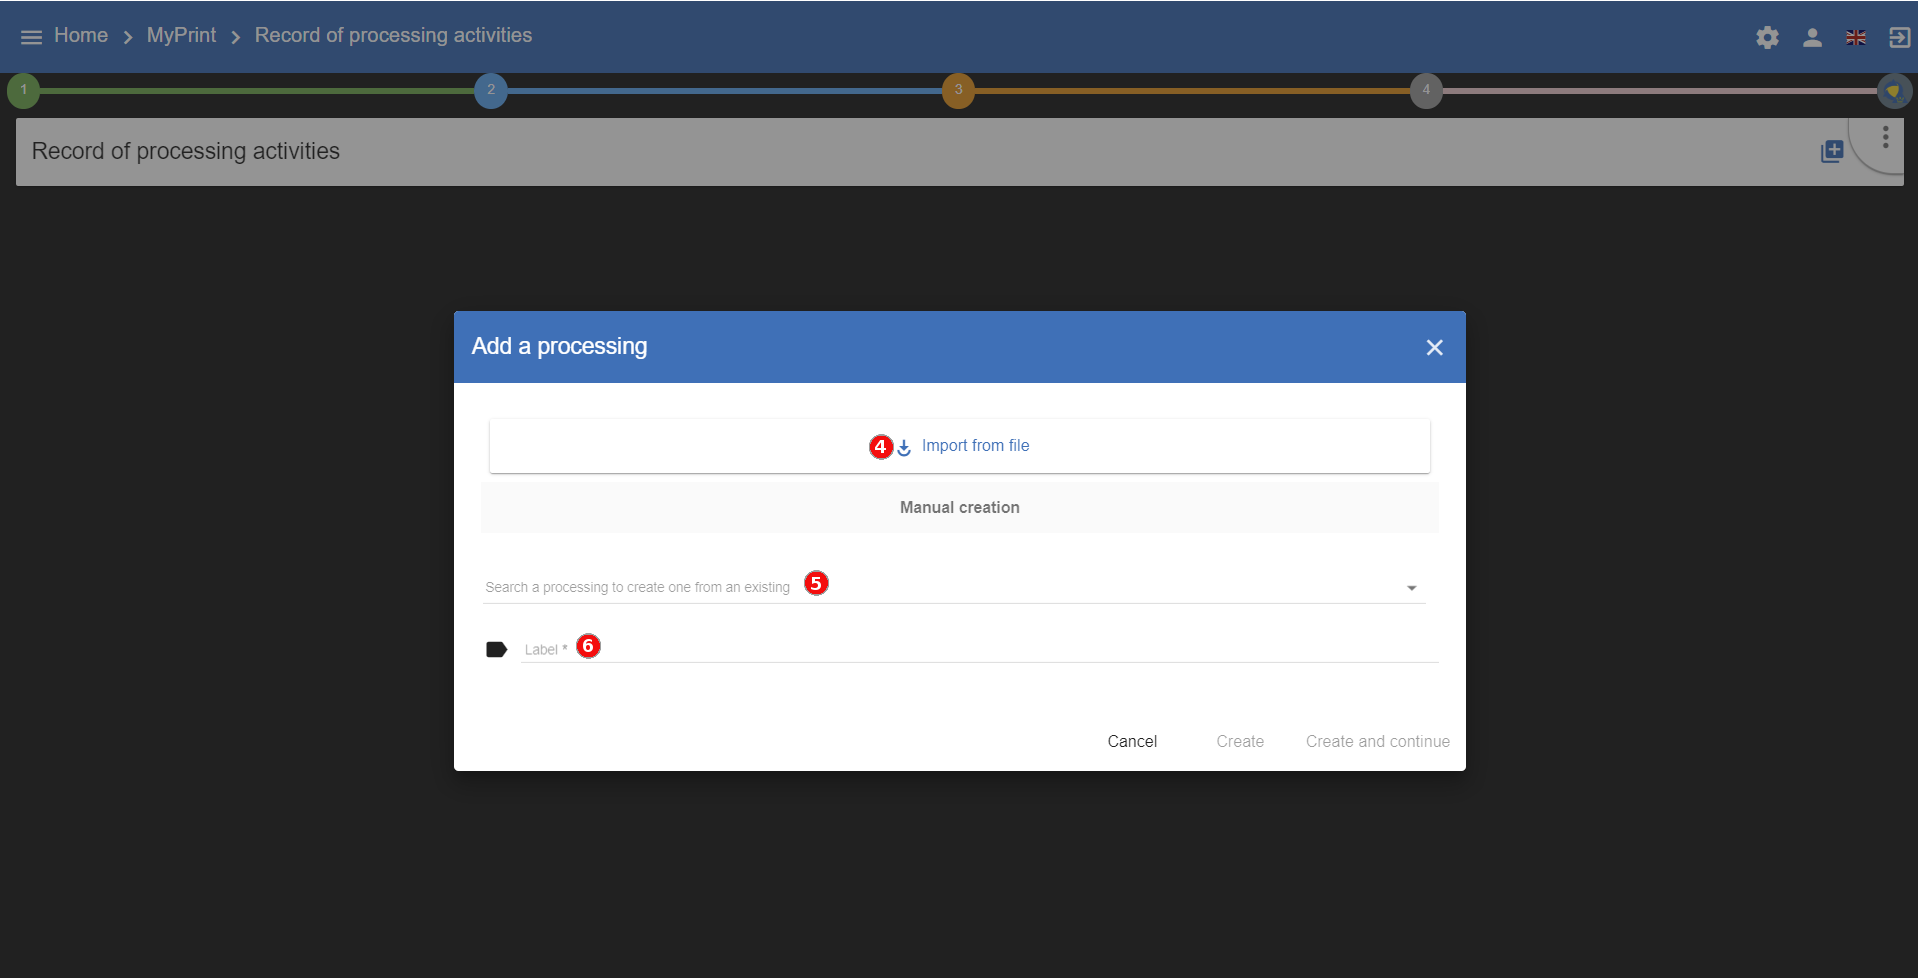 Home > MyPrint > Record of processing activities
1 2 3 4
Record of processing activities
Add a processing
4 Import from file
Manual creation
Search a processing to create one from an existing 5
Label * 6
Cancel Create Create and continue